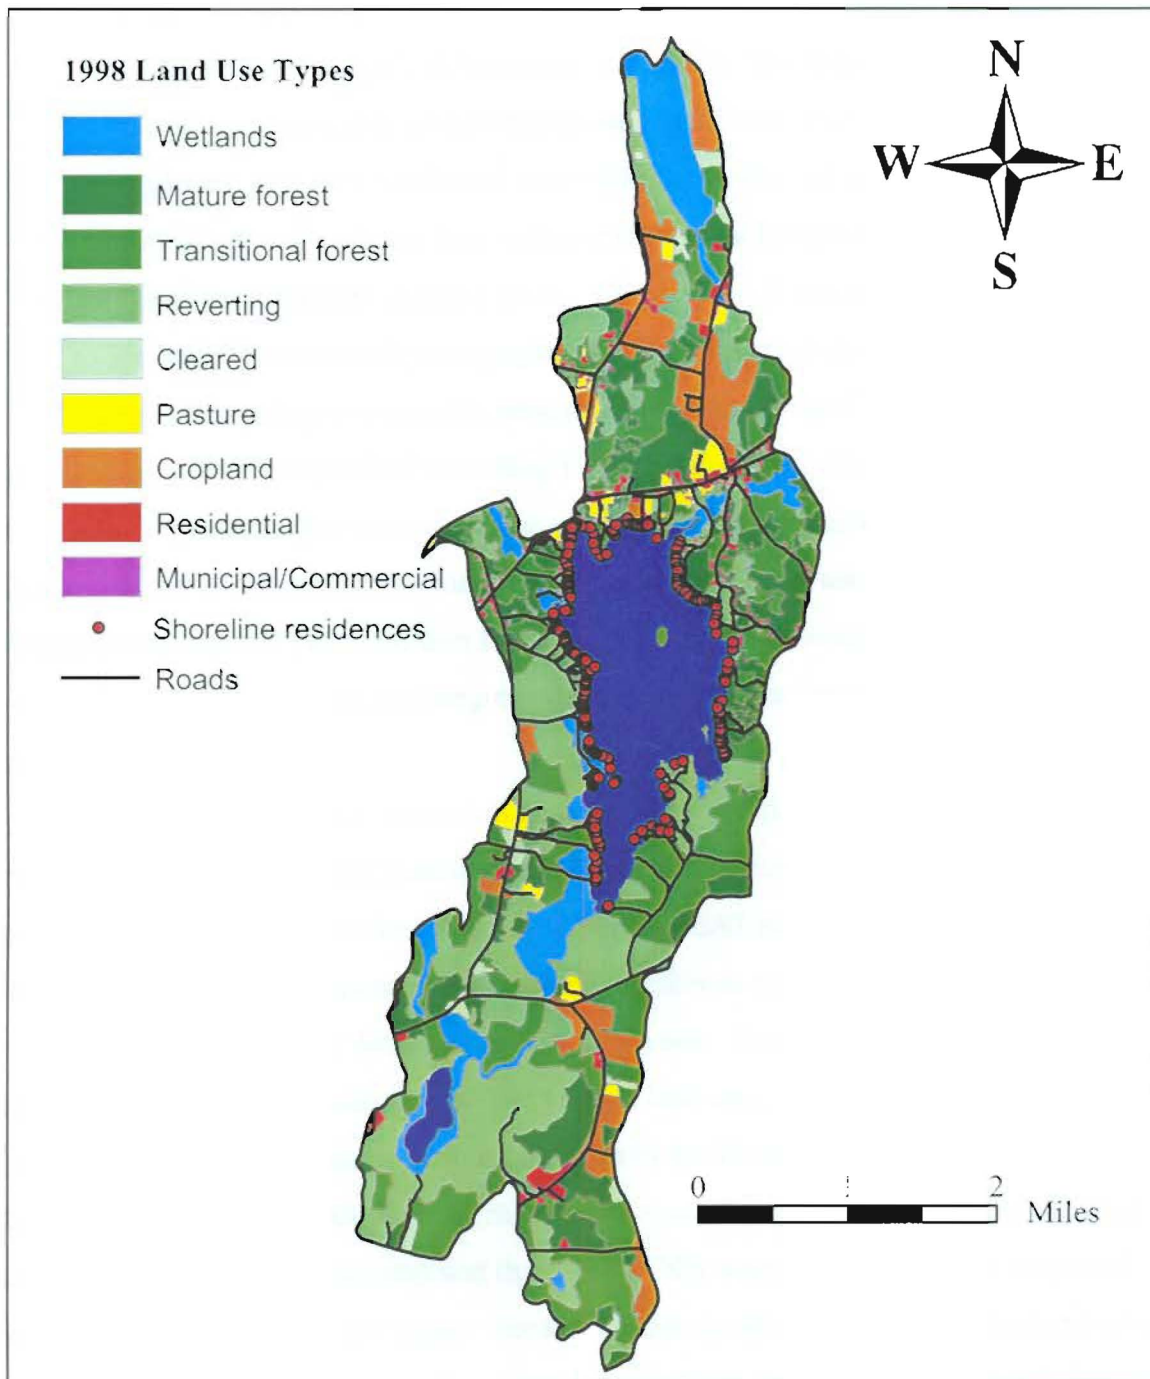 1998 Land Use Types
Wetlands
Mature forest
Transitional forest
Reverting
Cleared
Pasture
Cropland
Residential
Municipal/Commercial
Shoreline residences
Roads
N
W E
S
0 1 2
Miles